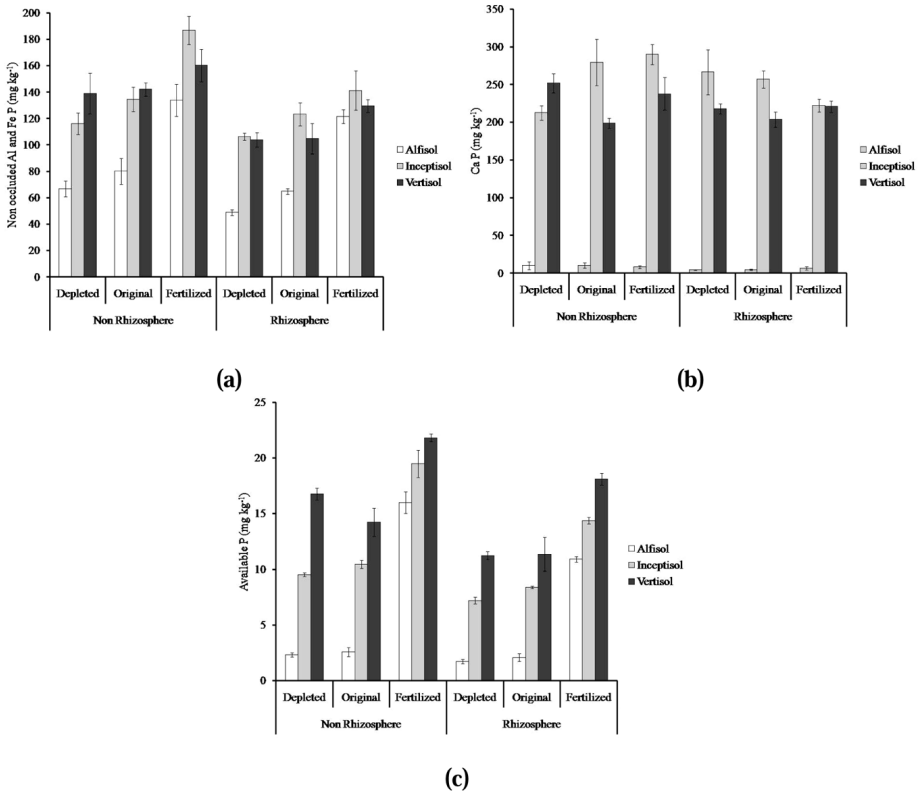 200
180
160
140
120
100
80
60
40
20
0
Non occluded Al and Fe P (mg kg-1)
Alfisol
Inceptisol
Vertisol
Depleted Original Fertilized Depleted Original Fertilized
Non Rhizosphere Rhizosphere
(a)
350
300
250
200
150
100
50
0
Ca P (mg kg-1)
Alfisol
Inceptisol
Vertisol
Depleted Original Fertilized Depleted Original Fertilized
Non Rhizosphere Rhizosphere
(b)
25
20
15
10
5
0
Available P (mg kg-1)
Alfisol
Inceptisol
Vertisol
Depleted Original Fertilized Depleted Original Fertilized
Non Rhizosphere Rhizosphere
(c)